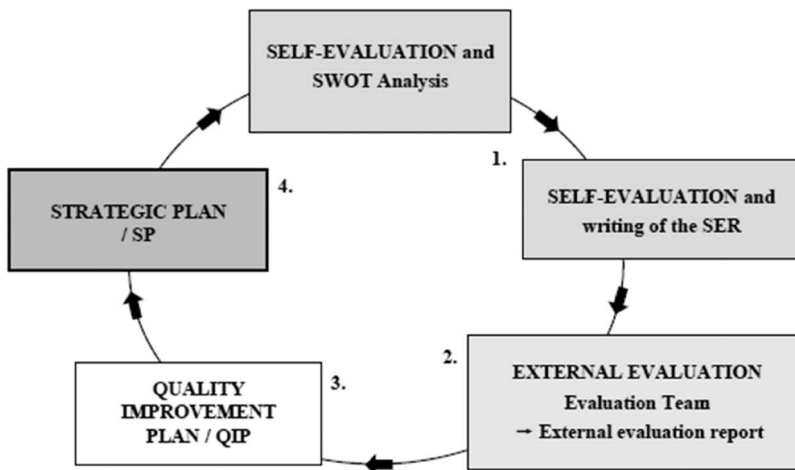 SELF-EVALUATION and
SWOT Analysis
1.
SELF-EVALUATION and
writing of the SER
2.
EXTERNAL EVALUATION
Evaluation Team
→ External evaluation report
3.
QUALITY
IMPROVEMENT
PLAN / QIP
4.
STRATEGIC PLAN
/ SP